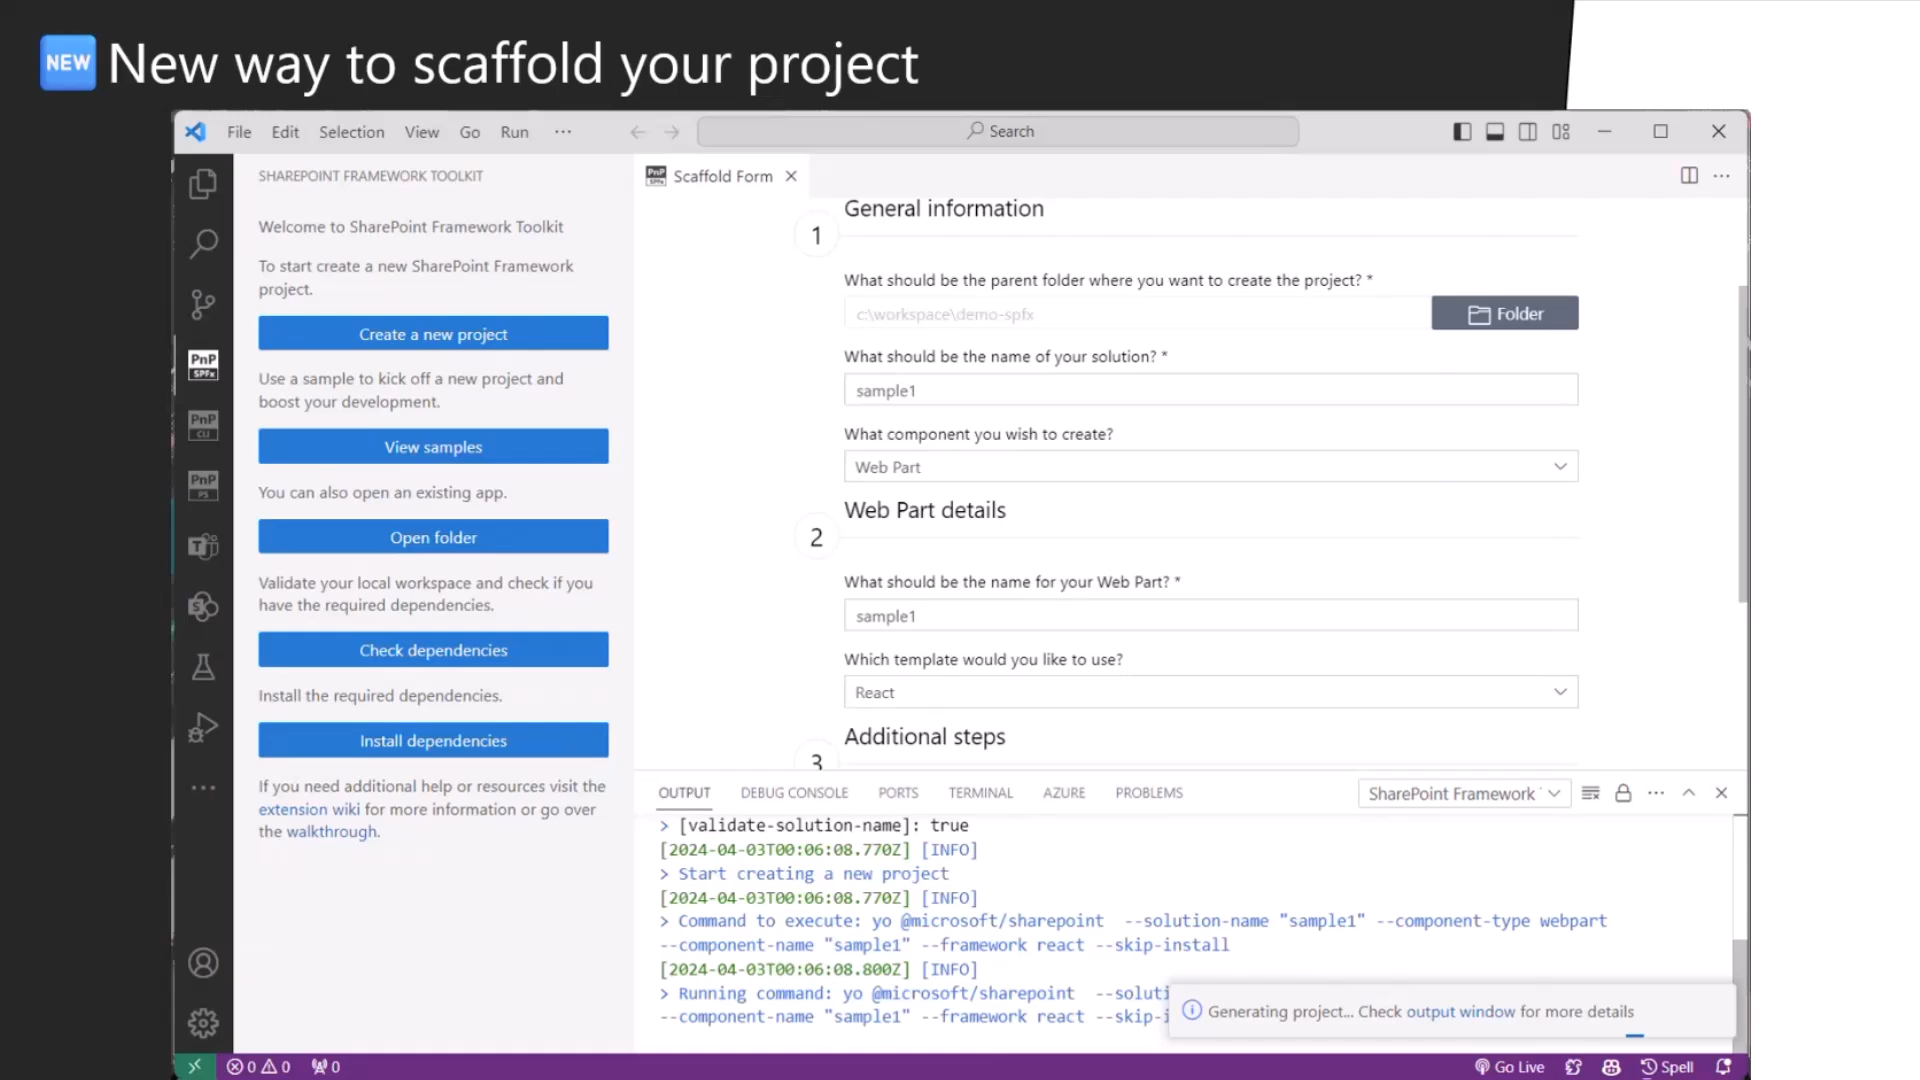 NEW New way to scaffold your project
File Edit Selection View Go Run ···
Search
SHAREPOINT FRAMEWORK TOOLKIT
Welcome to SharePoint Framework Toolkit
To start create a new SharePoint Framework
project.
Create a new project
Use a sample to kick off a new project and
boost your development.
View samples
You can also open an existing app.
Open folder
Validate your local workspace and check if you
have the required dependencies.
Check dependencies
Install the required dependencies.
Install dependencies
If you need additional help or resources visit the
extension wiki for more information or go over
the walkthrough.
PnP
SPFx
PnP
CLI
PnP
PS
PnP SPFx Scaffold Form
General information
1
What should be the parent folder where you want to create the project? *
c:\workspace\demo-spfx
Folder
What should be the name of your solution? *
sample1
What component you wish to create?
Web Part
Web Part details
2
What should be the name for your Web Part? *
sample1
Which template would you like to use?
React
Additional steps
3
OUTPUT DEBUG CONSOLE PORTS TERMINAL AZURE PROBLEMS
SharePoint Framework
> [validate-solution-name]: true
[2024-04-03T00:06:08.770Z] [INFO]
> Start creating a new project
[2024-04-03T00:06:08.770Z] [INFO]
> Command to execute: yo @microsoft/sharepoint --solution-name "sample1" --component-type webpart
--component-name "sample1" --framework react --skip-install
[2024-04-03T00:06:08.800Z] [INFO]
> Running command: yo @microsoft/sharepoint --soluti
--component-name "sample1" --framework react --skip-i
Generating project... Check output window for more details
0 0 0
Go Live
Spell